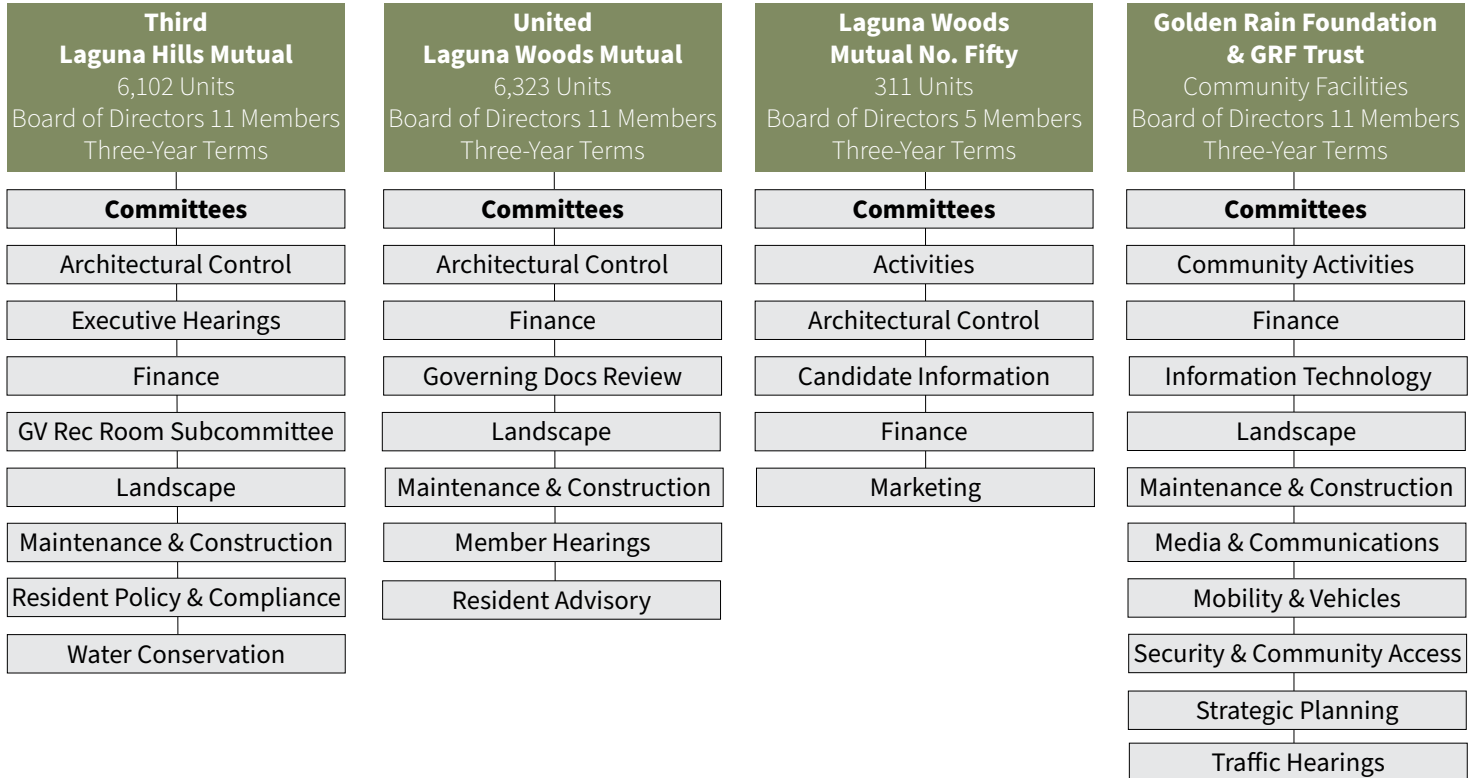 Third
Laguna Hills Mutual
6,102 Units
Board of Directors 11 Members
Three-Year Terms
Committees
Architectural Control
Executive Hearings
Finance
GV Rec Room Subcommittee
Landscape
Maintenance & Construction
Resident Policy & Compliance
Water Conservation
United
Laguna Woods Mutual
6,323 Units
Board of Directors 11 Members
Three-Year Terms
Committees
Architectural Control
Finance
Governing Docs Review
Landscape
Maintenance & Construction
Member Hearings
Resident Advisory
Laguna Woods
Mutual No. Fifty
311 Units
Board of Directors 5 Members
Three-Year Terms
Committees
Activities
Architectural Control
Candidate Information
Finance
Marketing
Golden Rain Foundation
& GRF Trust
Community Facilities
Board of Directors 11 Members
Three-Year Terms
Committees
Community Activities
Finance
Information Technology
Landscape
Maintenance & Construction
Media & Communications
Mobility & Vehicles
Security & Community Access
Strategic Planning
Traffic Hearings